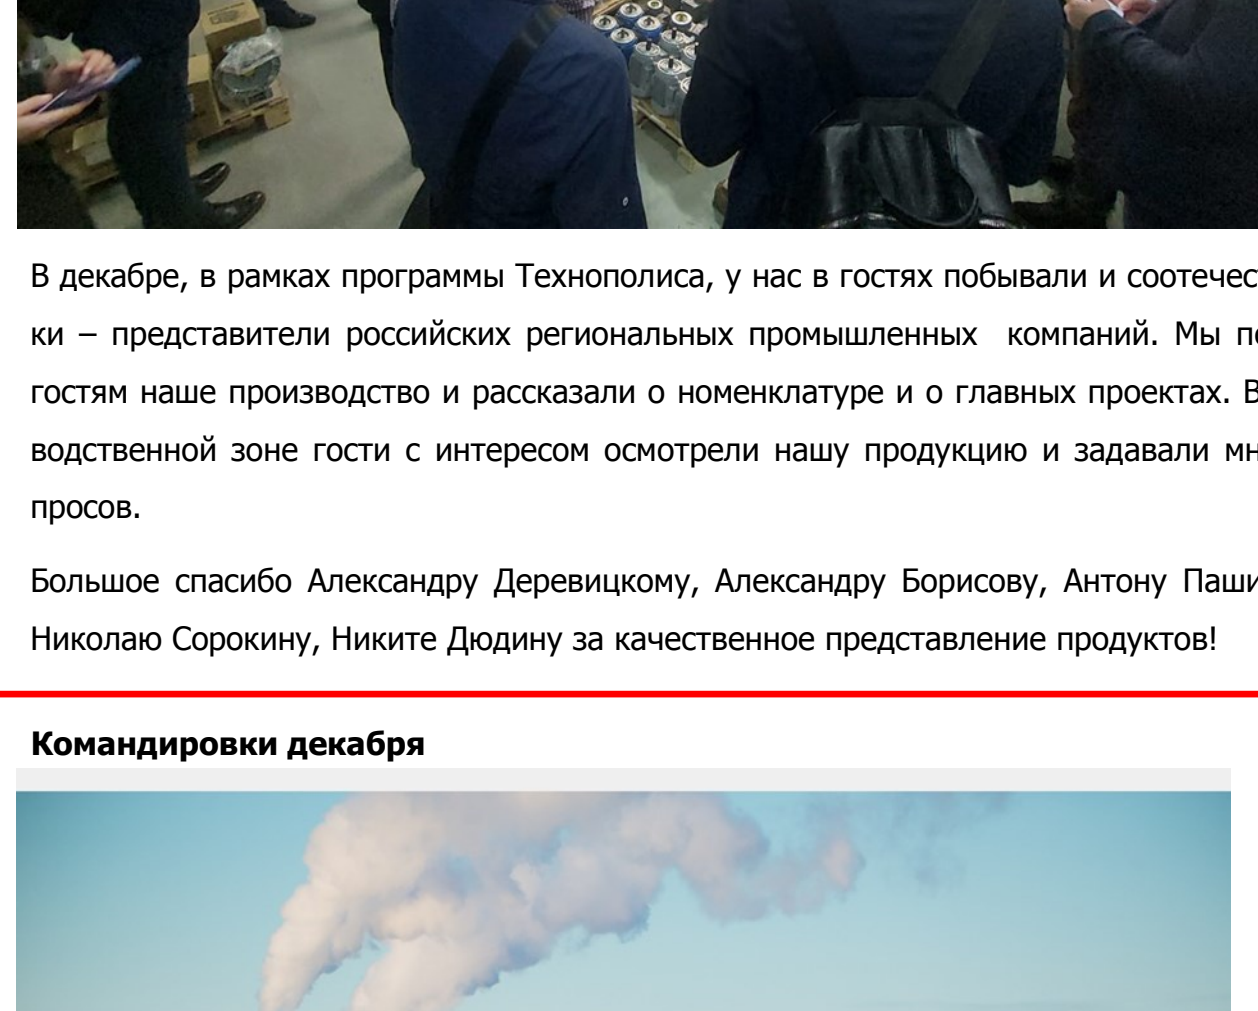 В декабре, в рамках программы Технополиса, у нас в гостях побывали и соотечес
ки – представители российских региональных промышленных компаний. Мы
гостям наше производство и рассказали о номенклатуре и о главных проектах. В
водственной зоне гости с интересом осмотрели нашу продукцию и задавали мн
просов.
Большое спасибо Александру Деревицкому, Александру Борисову, Антону Паши
Николаю Сорокину, Никите Дюдину за качественное представление продуктов!
Командировки декабря